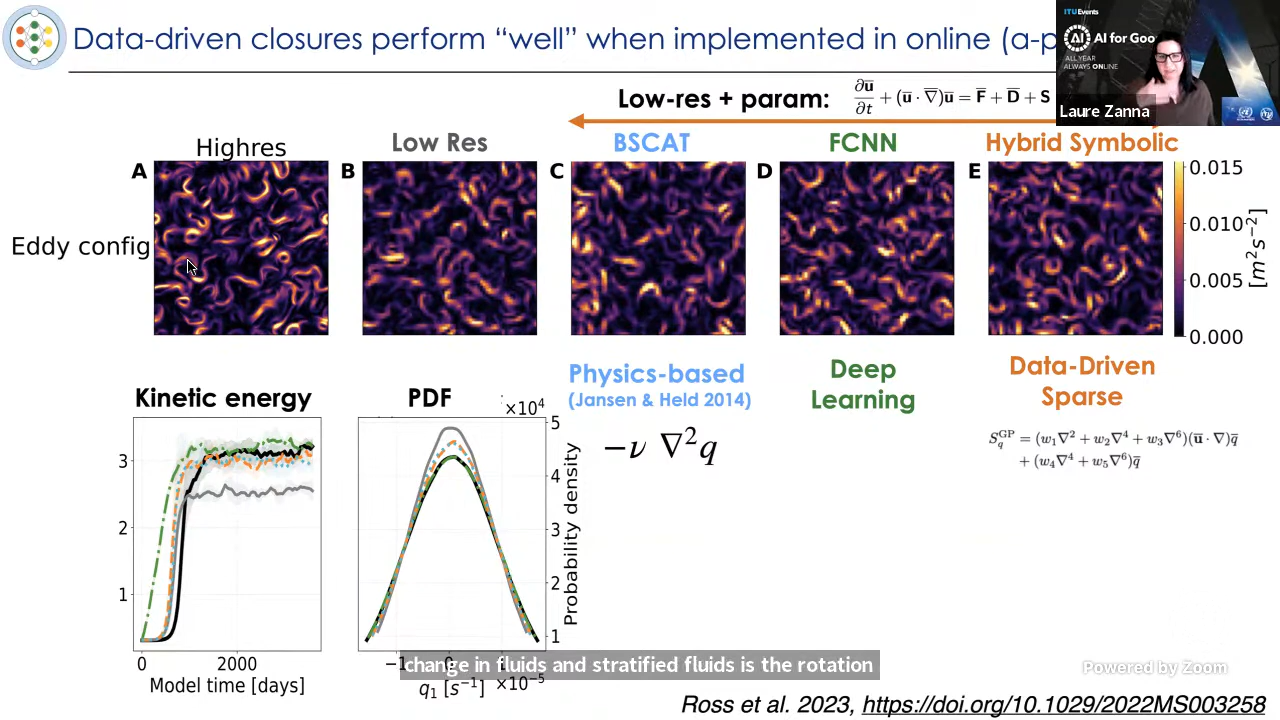 Data-driven closures perform “well” when implemented in online (a-p
ITUEvents
AI for Goo
ALL YEAR
ALWAYS ONLINE
Laure Zanna
Low-res + param: ∂u̅/∂t + (u̅ · ∇̅)u̅ = F̅ + D̅ + S
Highres
Low Res
BSCAT
FCNN
Hybrid Symbolic
A
B
C
D
E
Eddy config
0.015
0.010
0.005
0.000
[m²s⁻²]
Physics-based
(Jansen & Held 2014)
−ν ∇²q
Deep
Learning
Data-Driven
Sparse
S_q^GP = (w₁∇² + w₂∇⁴ + w₃∇⁶)(u̅ · ∇)q̅
+ (w₄∇⁴ + w₅∇⁶)q̅
Kinetic energy
3
2
1
0 2000
Model time [days]
PDF
×10⁴
5
4
3
2
1
Probability density
−1 1
q₁ [s⁻¹] ×10⁻⁵
change in fluids and stratified fluids is the rotation
Powered by Zoom
Ross et al. 2023, https://doi.org/10.1029/2022MS003258